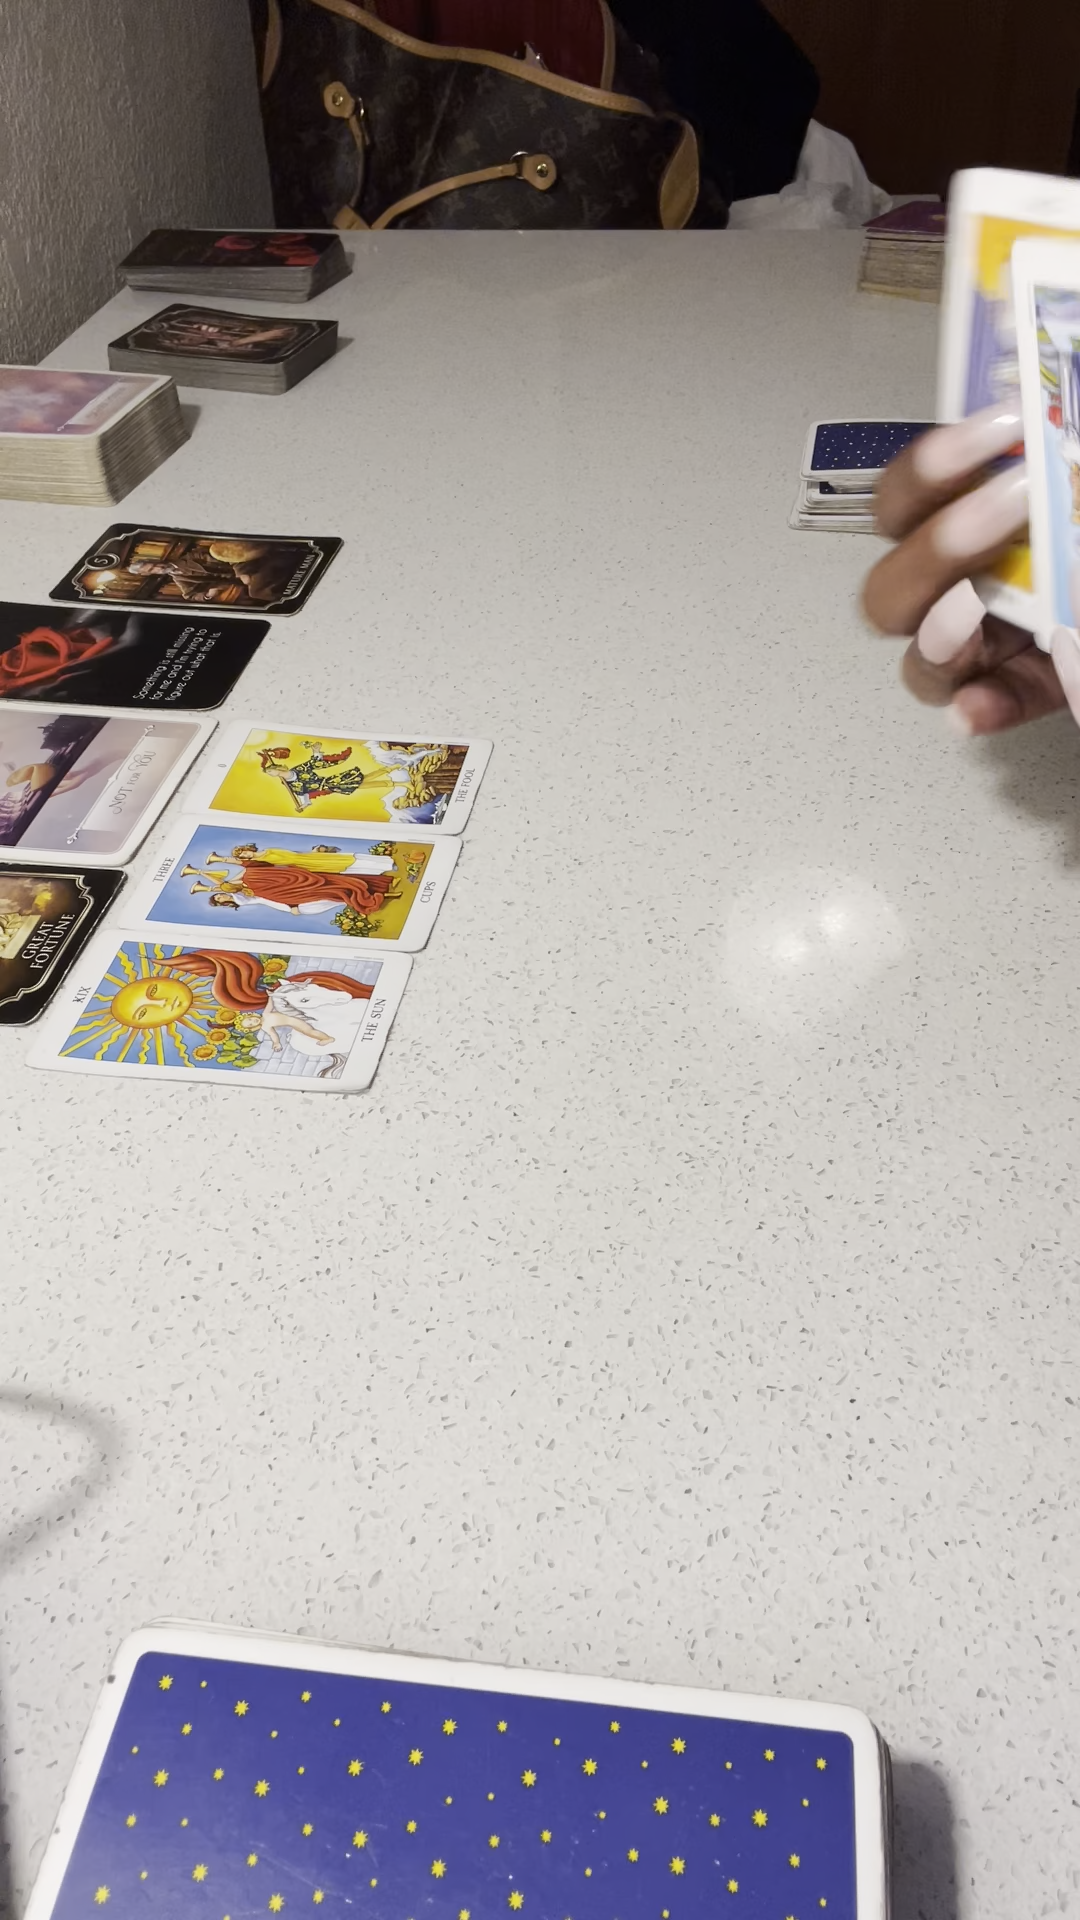 5
MATURE MAN
Something is still missing
for me and I'm trying to
figure out what that is.
NOT FOR YOU
0
THE FOOL
THREE
CUPS
GREAT
FORTUNE
XIX
THE SUN